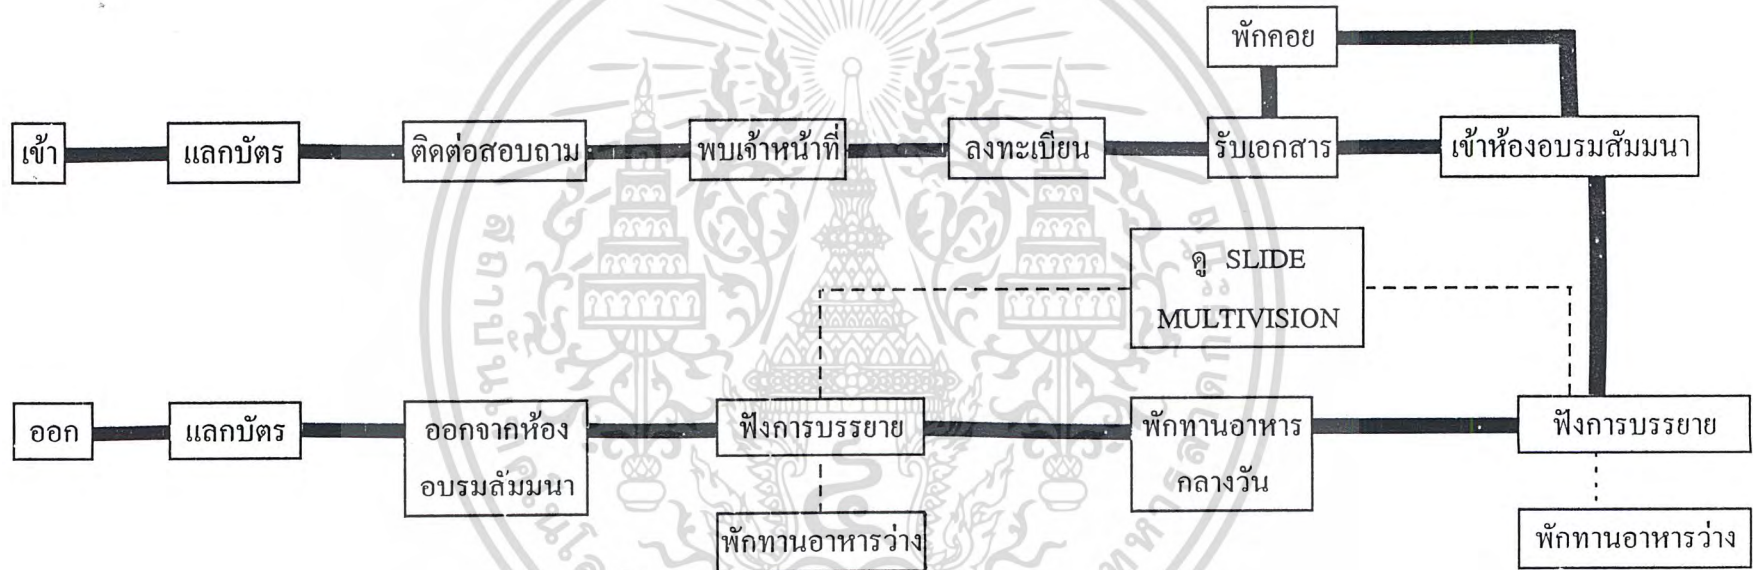 พักคอย
เข้า
แลกบัตร
ติดต่อสอบถาม
พบเจ้าหน้าที่
ลงทะเบียน
รับเอกสาร
เข้าห้องอบรมสัมมนา
ดู SLIDE
MULTIVISION
ออก
แลกบัตร
ออกจากห้อง
อบรมสัมมนา
ฟังการบรรยาย
พักทานอาหาร
กลางวัน
ฟังการบรรยาย
พักทานอาหารว่าง
พักทานอาหารว่าง